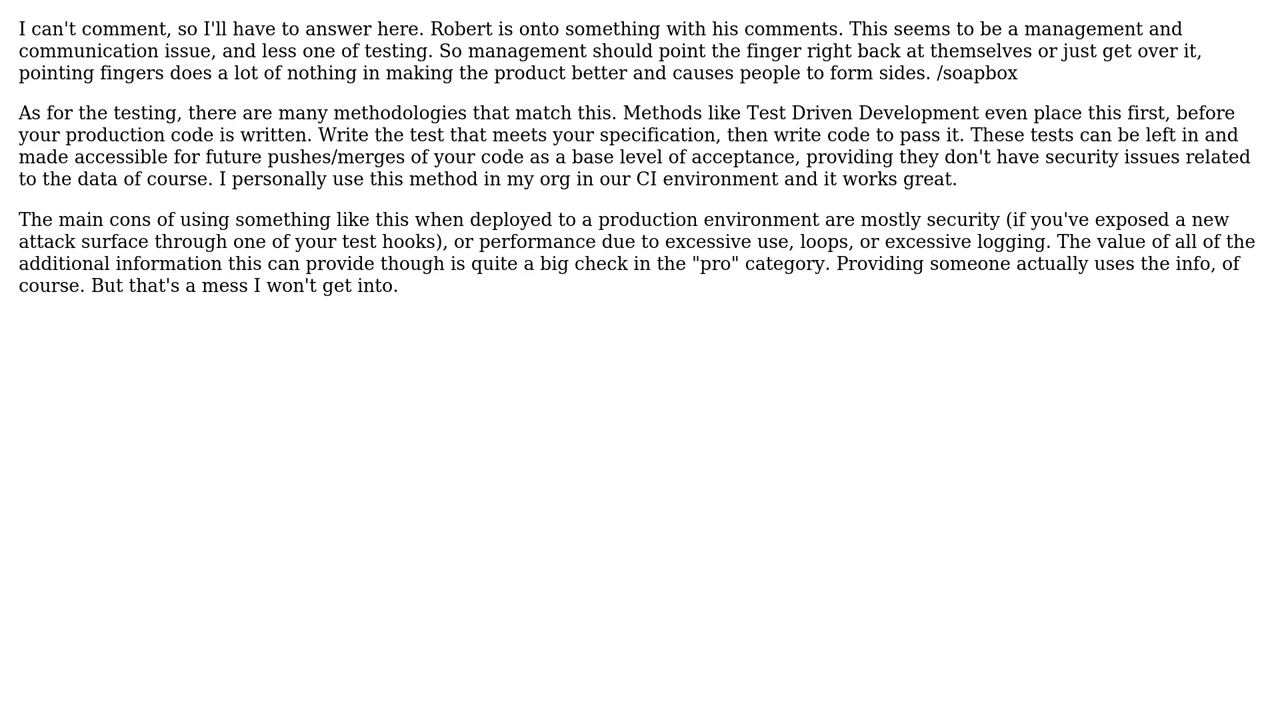 I can't comment, so I'll have to answer here. Robert is onto something with his comments. This seems to be a management and
communication issue, and less one of testing. So management should point the finger right back at themselves or just get over it,
pointing fingers does a lot of nothing in making the product better and causes people to form sides. /soapbox
As for the testing, there are many methodologies that match this. Methods like Test Driven Development even place this first, before
your production code is written. Write the test that meets your specification, then write code to pass it. These tests can be left in and
made accessible for future pushes/merges of your code as a base level of acceptance, providing they don't have security issues related
to the data of course. I personally use this method in my org in our CI environment and it works great.
The main cons of using something like this when deployed to a production environment are mostly security (if you've exposed a new
attack surface through one of your test hooks), or performance due to excessive use, loops, or excessive logging. The value of all of the
additional information this can provide though is quite a big check in the "pro" category. Providing someone actually uses the info, of
course. But that's a mess I won't get into.